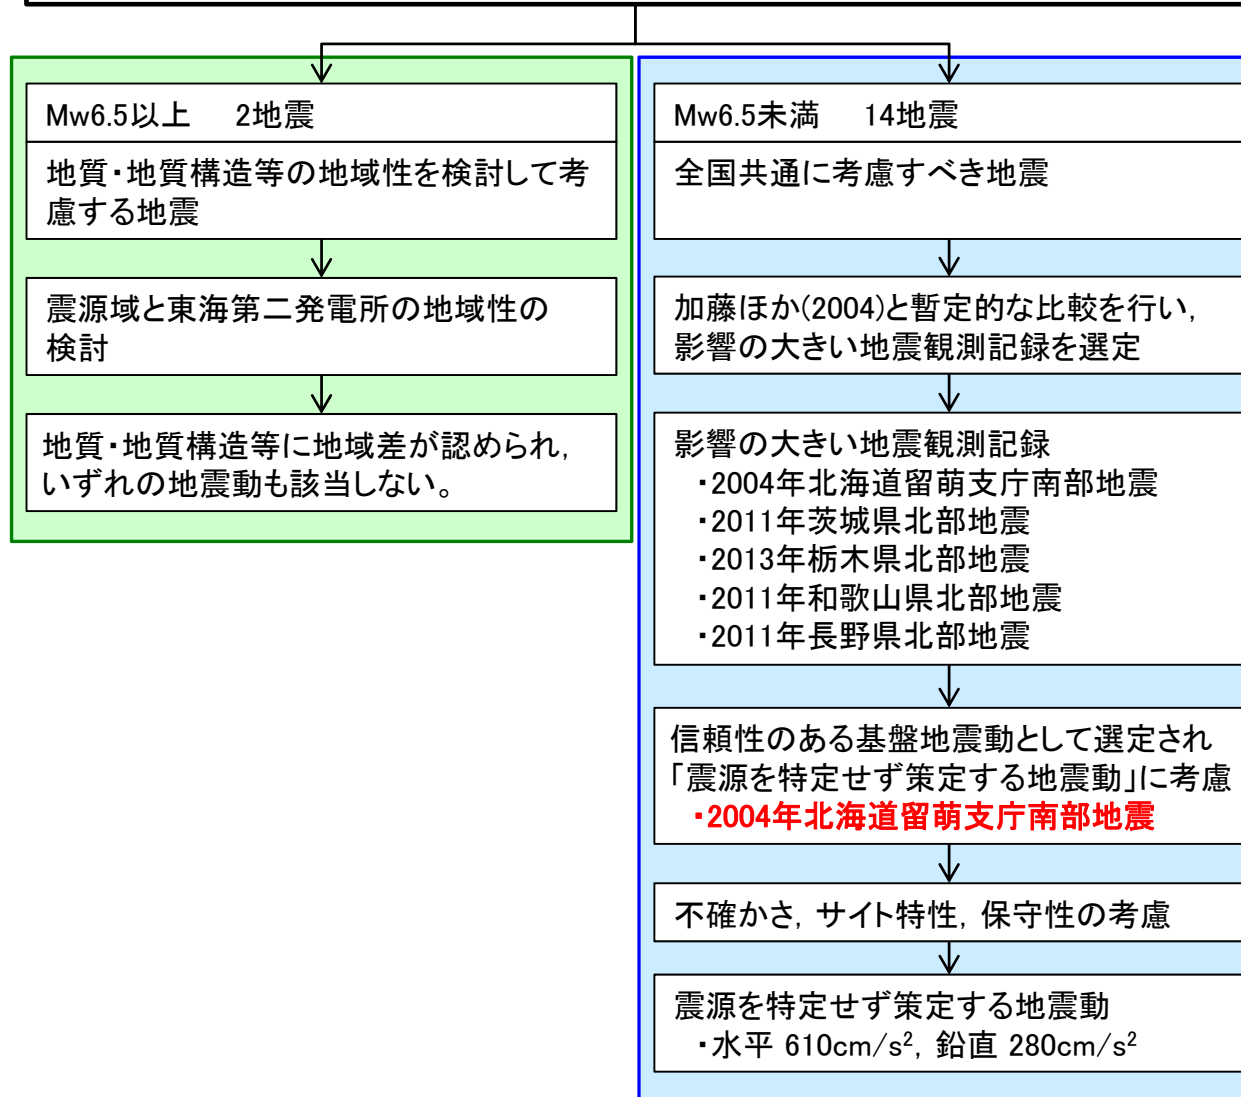 Mw6.5以上 2地震
地質・地質構造等の地域性を検討して考
慮する地震
震源域と東海第二発電所の地域性の
検討
地質・地質構造等に地域差が認められ,
いずれの地震動も該当しない。
Mw6.5未満 14地震
全国共通に考慮すべき地震
加藤ほか(2004)と暫定的な比較を行い,
影響の大きい地震観測記録を選定
影響の大きい地震観測記録
・2004年北海道留萌支庁南部地震
・2011年茨城県北部地震
・2013年栃木県北部地震
・2011年和歌山県北部地震
・2011年長野県北部地震
信頼性のある基盤地震動として選定され
「震源を特定せず策定する地震動」に考慮
・2004年北海道留萌支庁南部地震
不確かさ, サイト特性, 保守性の考慮
震源を特定せず策定する地震動
・水平 610cm/s², 鉛直 280cm/s²